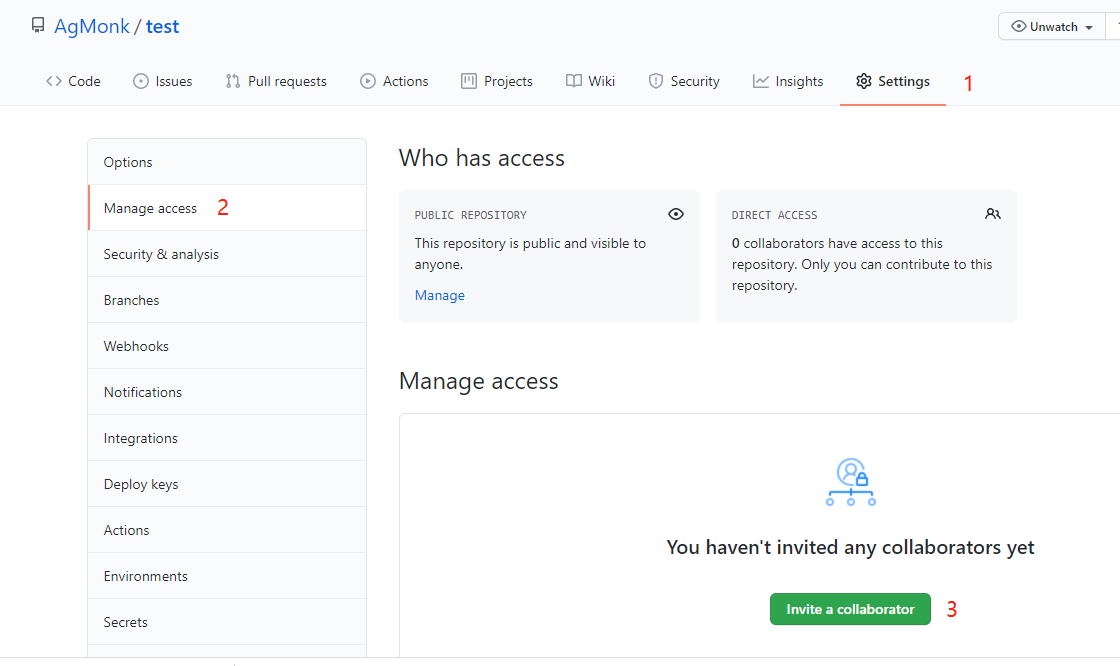 AgMonk / test
Unwatch
Code Issues Pull requests Actions Projects Wiki Security Insights Settings 1
Options
Manage access 2
Security & analysis
Branches
Webhooks
Notifications
Integrations
Deploy keys
Actions
Environments
Secrets
Who has access
PUBLIC REPOSITORY
This repository is public and visible to
anyone.
Manage
DIRECT ACCESS
0 collaborators have access to this
repository. Only you can contribute to this
repository.
Manage access
You haven't invited any collaborators yet
Invite a collaborator 3